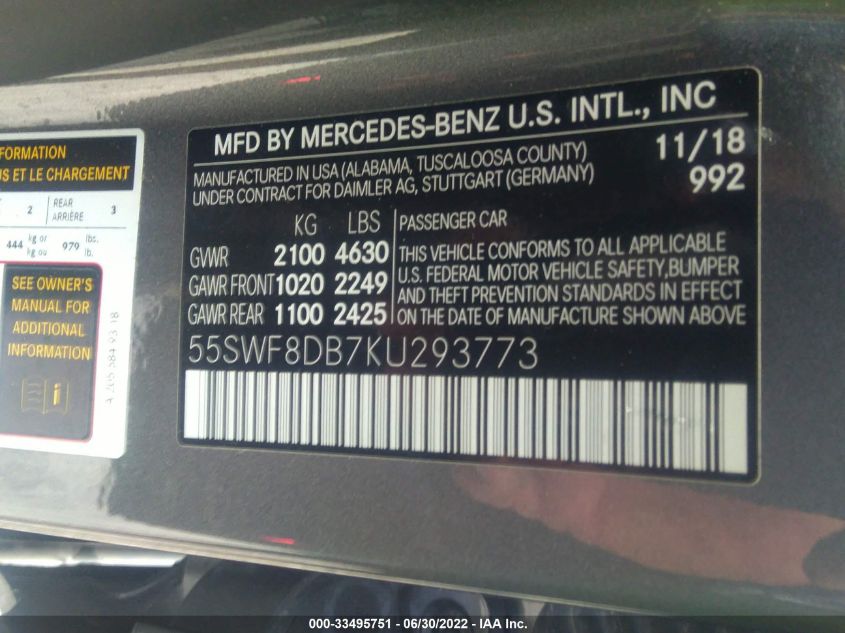 FORMATION
US ET LE CHARGEMENT
2 REAR ARRIÈRE 3
444 kg or kg ou 979 lbs. lb.
SEE OWNER'S
MANUAL FOR
ADDITIONAL
INFORMATION
MFD BY MERCEDES-BENZ U.S. INTL., INC
MANUFACTURED IN USA (ALABAMA, TUSCALOOSA COUNTY) 11/18
UNDER CONTRACT FOR DAIMLER AG, STUTTGART (GERMANY) 992
KG LBS
GVWR 2100 4630
GAWR FRONT 1020 2249
GAWR REAR 1100 2425
PASSENGER CAR
THIS VEHICLE CONFORMS TO ALL APPLICABLE
U.S. FEDERAL MOTOR VEHICLE SAFETY,BUMPER
AND THEFT PREVENTION STANDARDS IN EFFECT
ON THE DATE OF MANUFACTURE SHOWN ABOVE
55SWF8DB7KU293773
000-33495751 - 06/30/2022 - © IAA Inc.